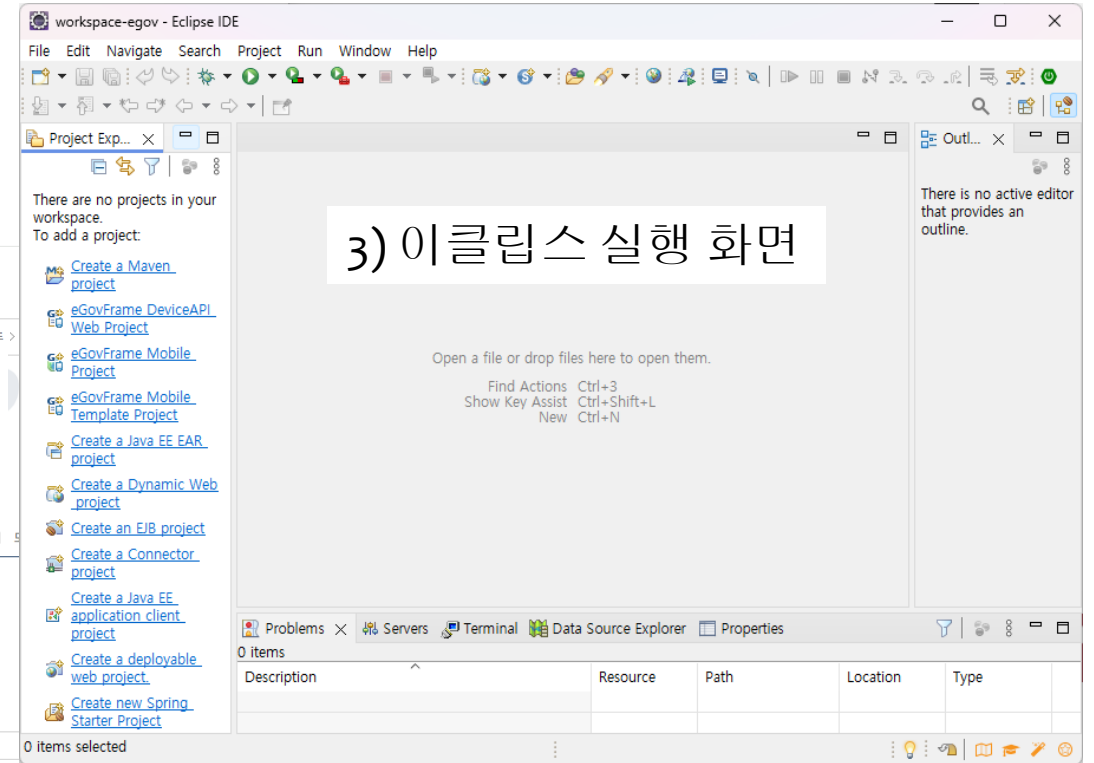 workspace-egov - Eclipse IDE
File Edit Navigate Search Project Run Window Help
Project Exp...
There are no projects in your
workspace.
To add a project:
Create a Maven
project
eGovFrame DeviceAPI
Web Project
eGovFrame Mobile
Project
eGovFrame Mobile
Template Project
Create a Java EE EAR
project
Create a Dynamic Web
project
Create an EJB project
Create a Connector
project
Create a Java EE
application client
project
Create a deployable
web project.
Create new Spring
Starter Project
3) 이클립스 실행 화면
Open a file or drop files here to open them.
Find Actions Ctrl+3
Show Key Assist Ctrl+Shift+L
New Ctrl+N
Outl...
There is no active editor
that provides an
outline.
Problems Servers Terminal Data Source Explorer Properties
0 items
Description Resource Path Location Type
0 items selected